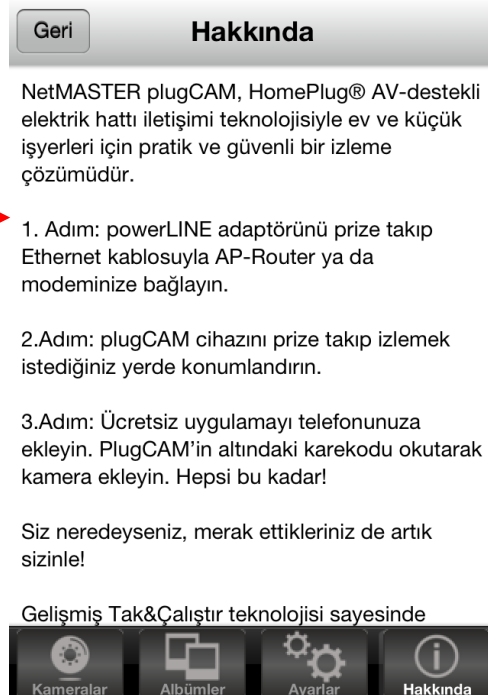 Geri
Hakkında
NetMASTER plugCAM, HomePlug® AV-destekli
elektrik hattı iletişimi teknolojisiyle ev ve küçük
işyerleri için pratik ve güvenli bir izleme
çözümüdür.
1. Adım: powerLINE adaptörünü prize takıp
Ethernet kablosuyla AP-Router ya da
modeminize bağlayın.
2.Adım: plugCAM cihazını prize takıp izlemek
istediğiniz yerde konumlandırın.
3.Adım: Ücretsiz uygulamayı telefonunuza
ekleyin. PlugCAM’in altındaki karekodu okutarak
kamera ekleyin. Hepsi bu kadar!
Siz neredeyseniz, merak ettikleriniz de artık
sizinle!
Gelişmiş Tak&Çalıştır teknolojisi sayesinde
Kameralar
Albümler
Ayarlar
Hakkında